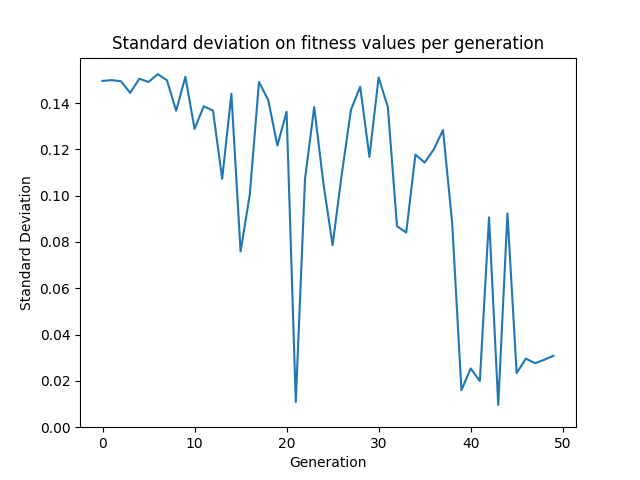 Standard deviation on fitness values per generation
Standard Deviation
0.14
0.12
0.10
0.08
0.06
0.04
0.02
0.00
0 10 20 30 40 50
Generation